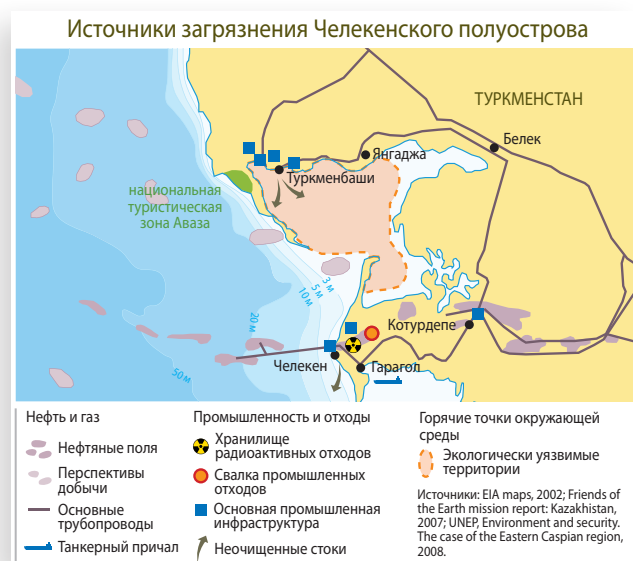 Источники загрязнения Челекенского полуострова
ТУРКМЕНСТАН
Белек
Янгаджа
Туркменбаши
национальная
туристическая
зона Аваза
3 м
5 м
10 м
20 м
50 м
Котурдепе
Челекен
Гарагол
Нефть и газ
Нефтяные поля
Перспективы
добычи
Основные
трубопроводы
Танкерный причал
Промышленность и отходы
Хранилище
радиоактивных отходов
Свалка промышленных
отходов
Основная промышленная
инфраструктура
Неочищенные стоки
Горячие точки окружающей
среды
Экологически уязвимые
территории
Источники: EIA maps, 2002; Friends of
the Earth mission report: Kazakhstan,
2007; UNEP, Environment and security.
The case of the Eastern Caspian region,
2008.